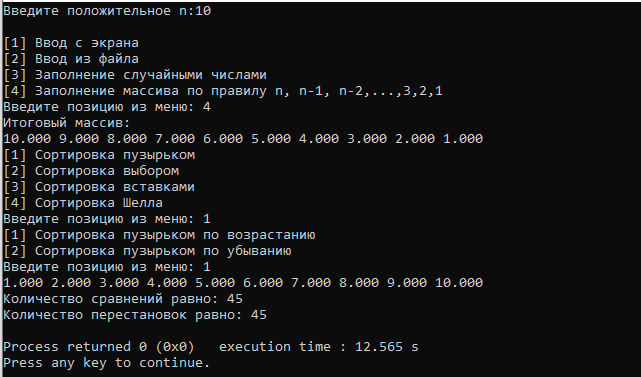 Введите положительное n:10
[1] Ввод с экрана
[2] Ввод из файла
[3] Заполнение случайными числами
[4] Заполнение массива по правилу n, n-1, n-2,...,3,2,1
Введите позицию из меню: 4
Итоговый массив:
10.000 9.000 8.000 7.000 6.000 5.000 4.000 3.000 2.000 1.000
[1] Сортировка пузырьком
[2] Сортировка выбором
[3] Сортировка вставками
[4] Сортировка Шелла
Введите позицию из меню: 1
[1] Сортировка пузырьком по возрастанию
[2] Сортировка пузырьком по убыванию
Введите позицию из меню: 1
1.000 2.000 3.000 4.000 5.000 6.000 7.000 8.000 9.000 10.000
Количество сравнений равно: 45
Количество перестановок равно: 45
Process returned 0 (0x0)   execution time : 12.565 s
Press any key to continue.